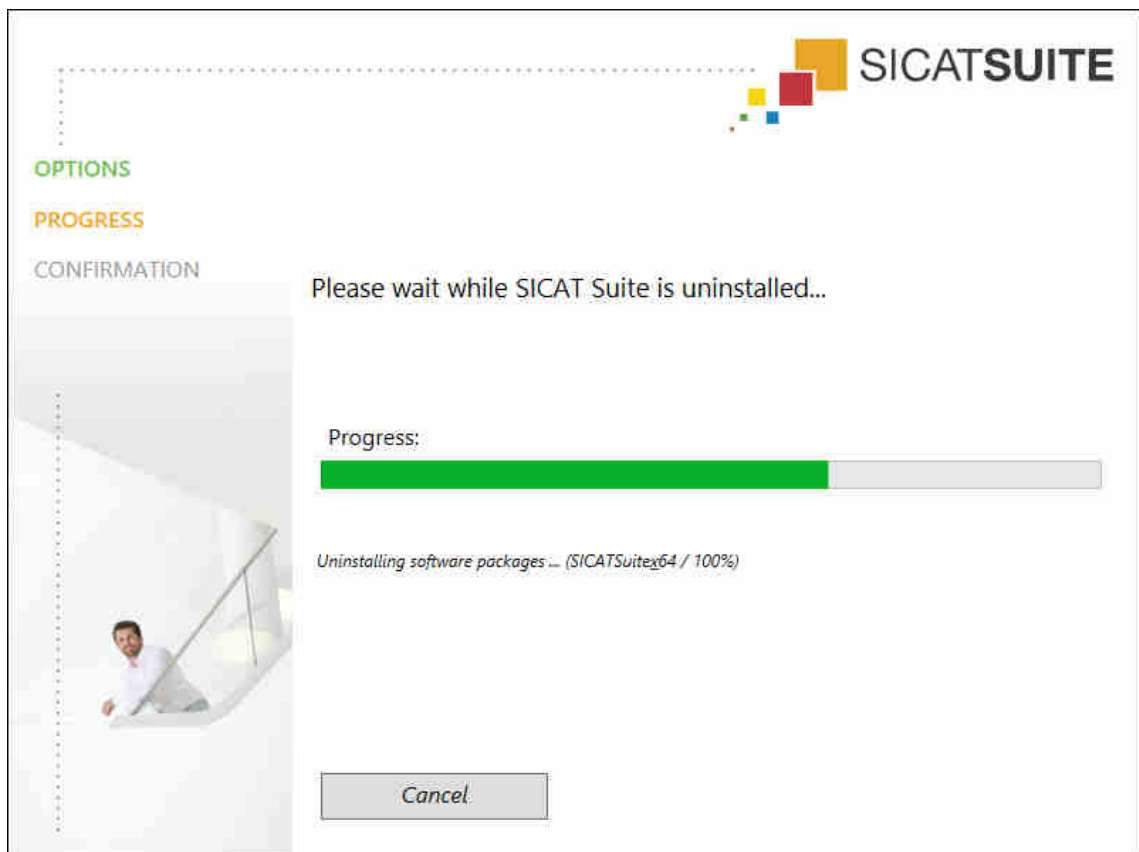 SICATSUITE
OPTIONS
PROGRESS
CONFIRMATION
Please wait while SICAT Suite is uninstalled...
Progress:
Uninstalling software packages ... (SICATSuitex64 / 100%)
Cancel